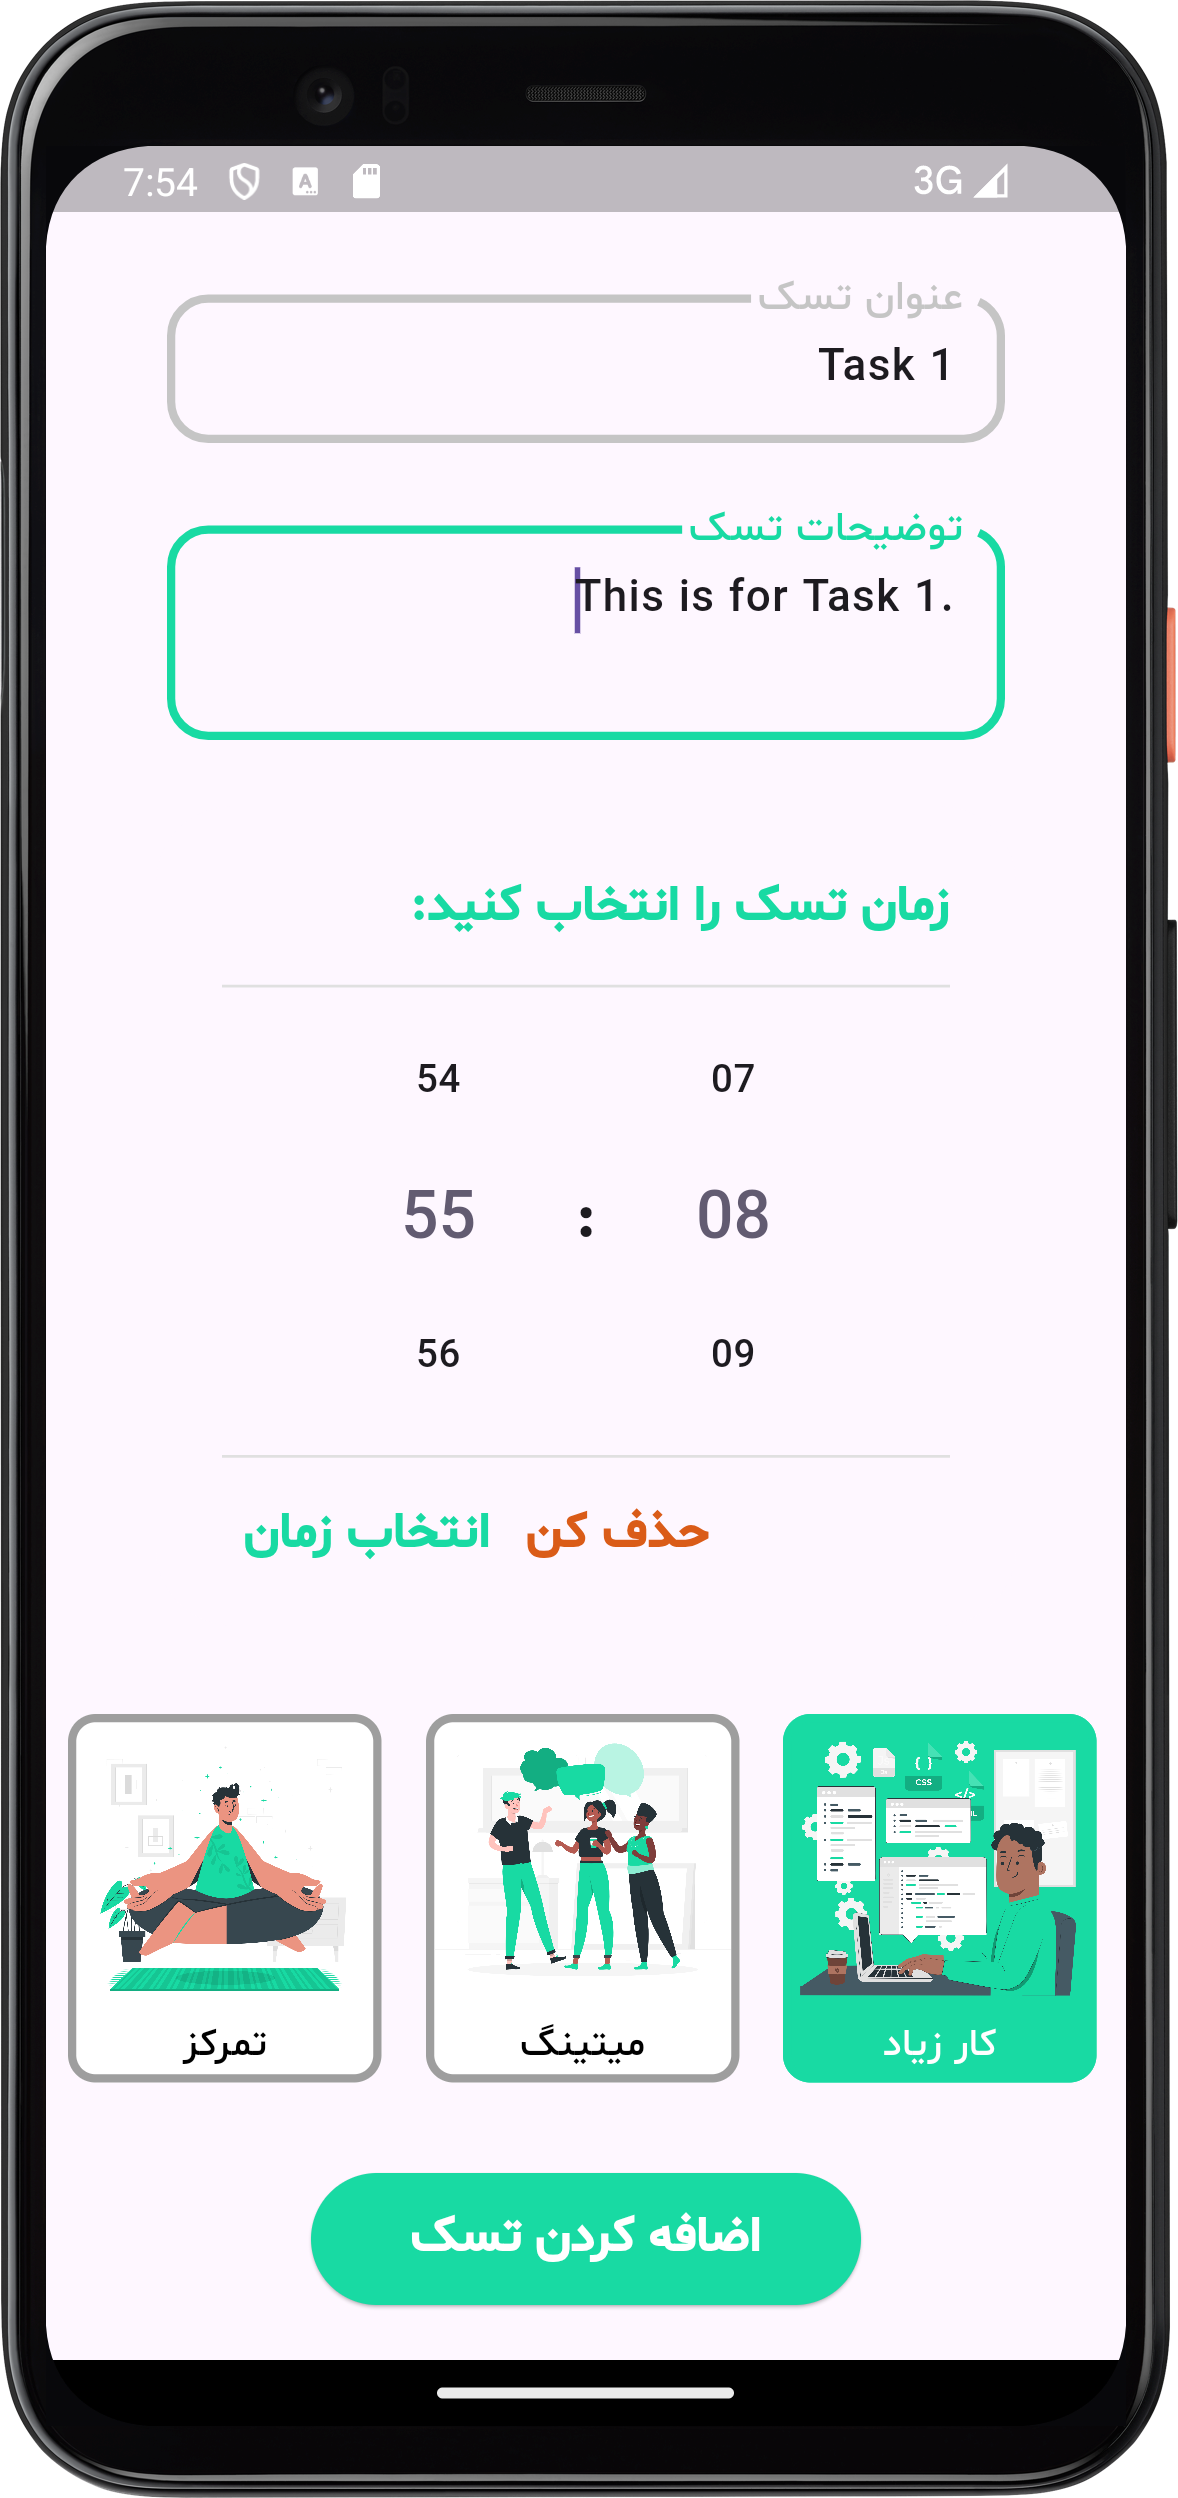 7:54 3G
عنوان تسک
Task 1
توضیحات تسک
This is for Task 1.
زمان تسک را انتخاب کنید:
54 07
55 : 08
56 09
حذف کن انتخاب زمان
{ }
CSS
</>
کار زیاد
میتینگ
تمرکز
اضافه کردن تسک